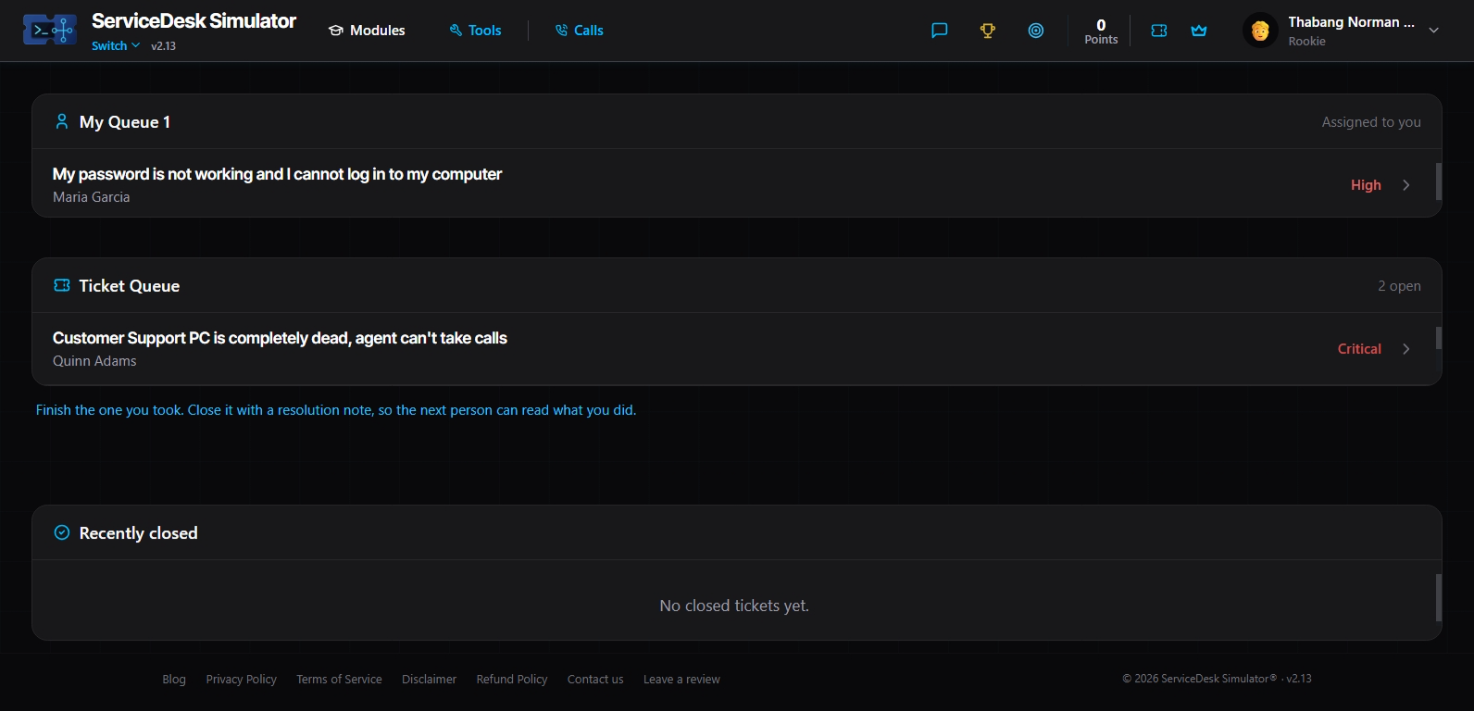 ServiceDesk Simulator
Switch v2.13
Modules
Tools
Calls
0
Points
Thabang Norman ...
Rookie
My Queue 1
Assigned to you
My password is not working and I cannot log in to my computer
Maria Garcia
High
Ticket Queue
2 open
Customer Support PC is completely dead, agent can't take calls
Quinn Adams
Critical
Finish the one you took. Close it with a resolution note, so the next person can read what you did.
Recently closed
No closed tickets yet.
Blog Privacy Policy Terms of Service Disclaimer Refund Policy Contact us Leave a review
© 2026 ServiceDesk Simulator® · v2.13